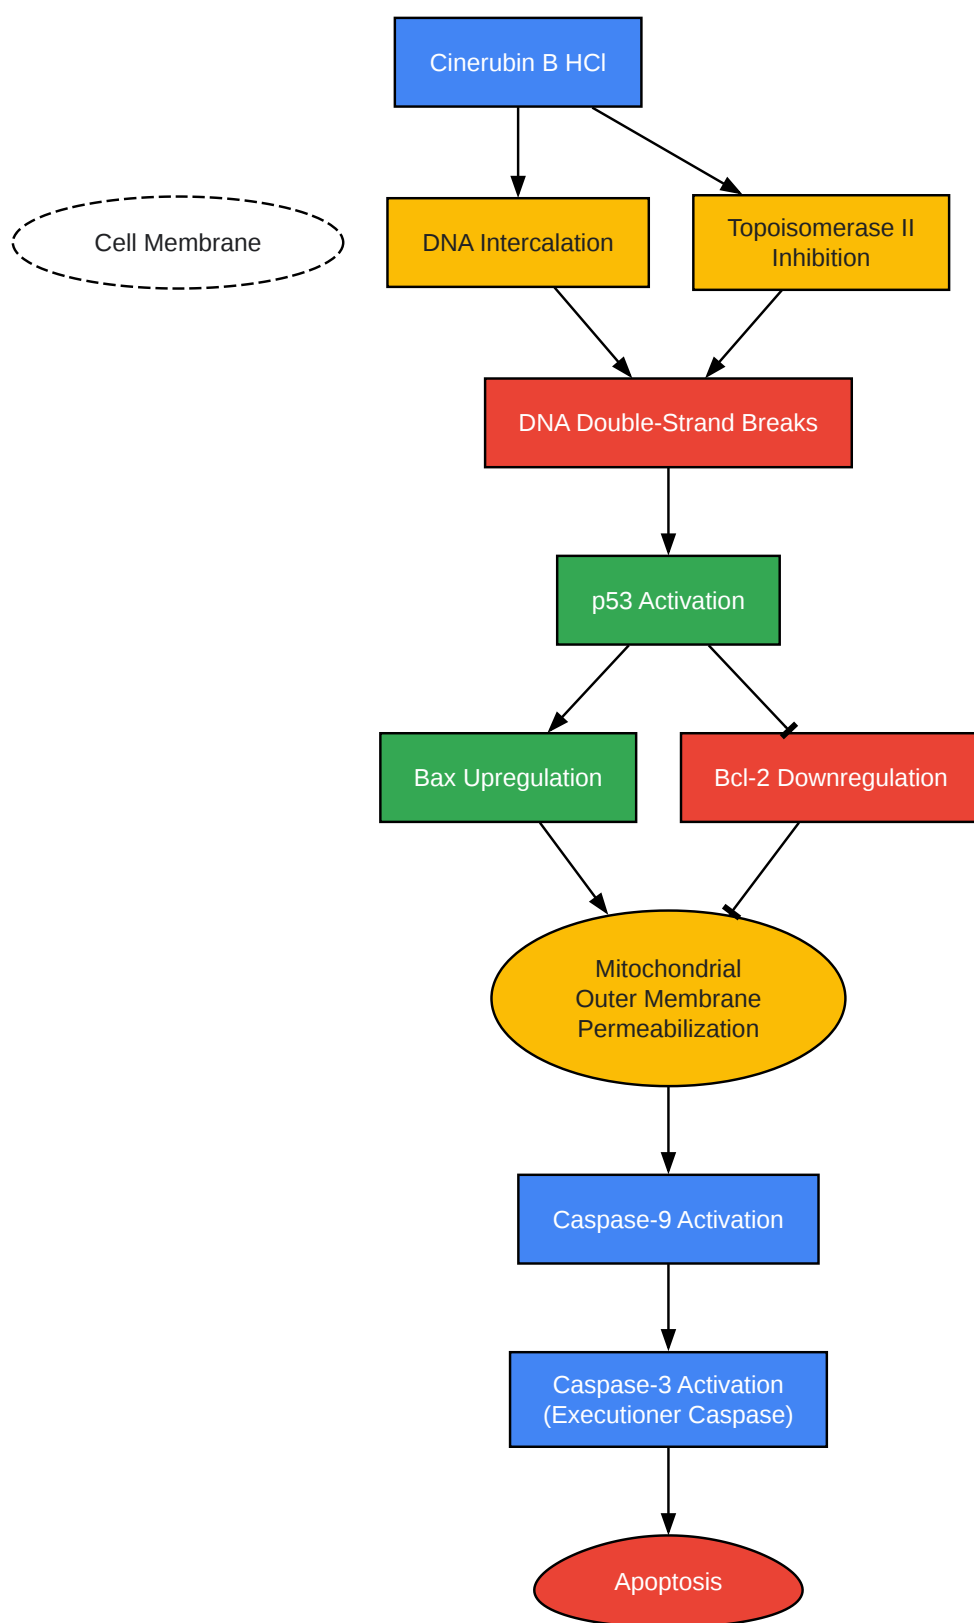 Cinerubin B HCl
Cell Membrane
DNA Intercalation
Topoisomerase II
Inhibition
DNA Double-Strand Breaks
p53 Activation
Bax Upregulation
Bcl-2 Downregulation
Mitochondrial
Outer Membrane
Permeabilization
Caspase-9 Activation
Caspase-3 Activation
(Executioner Caspase)
Apoptosis